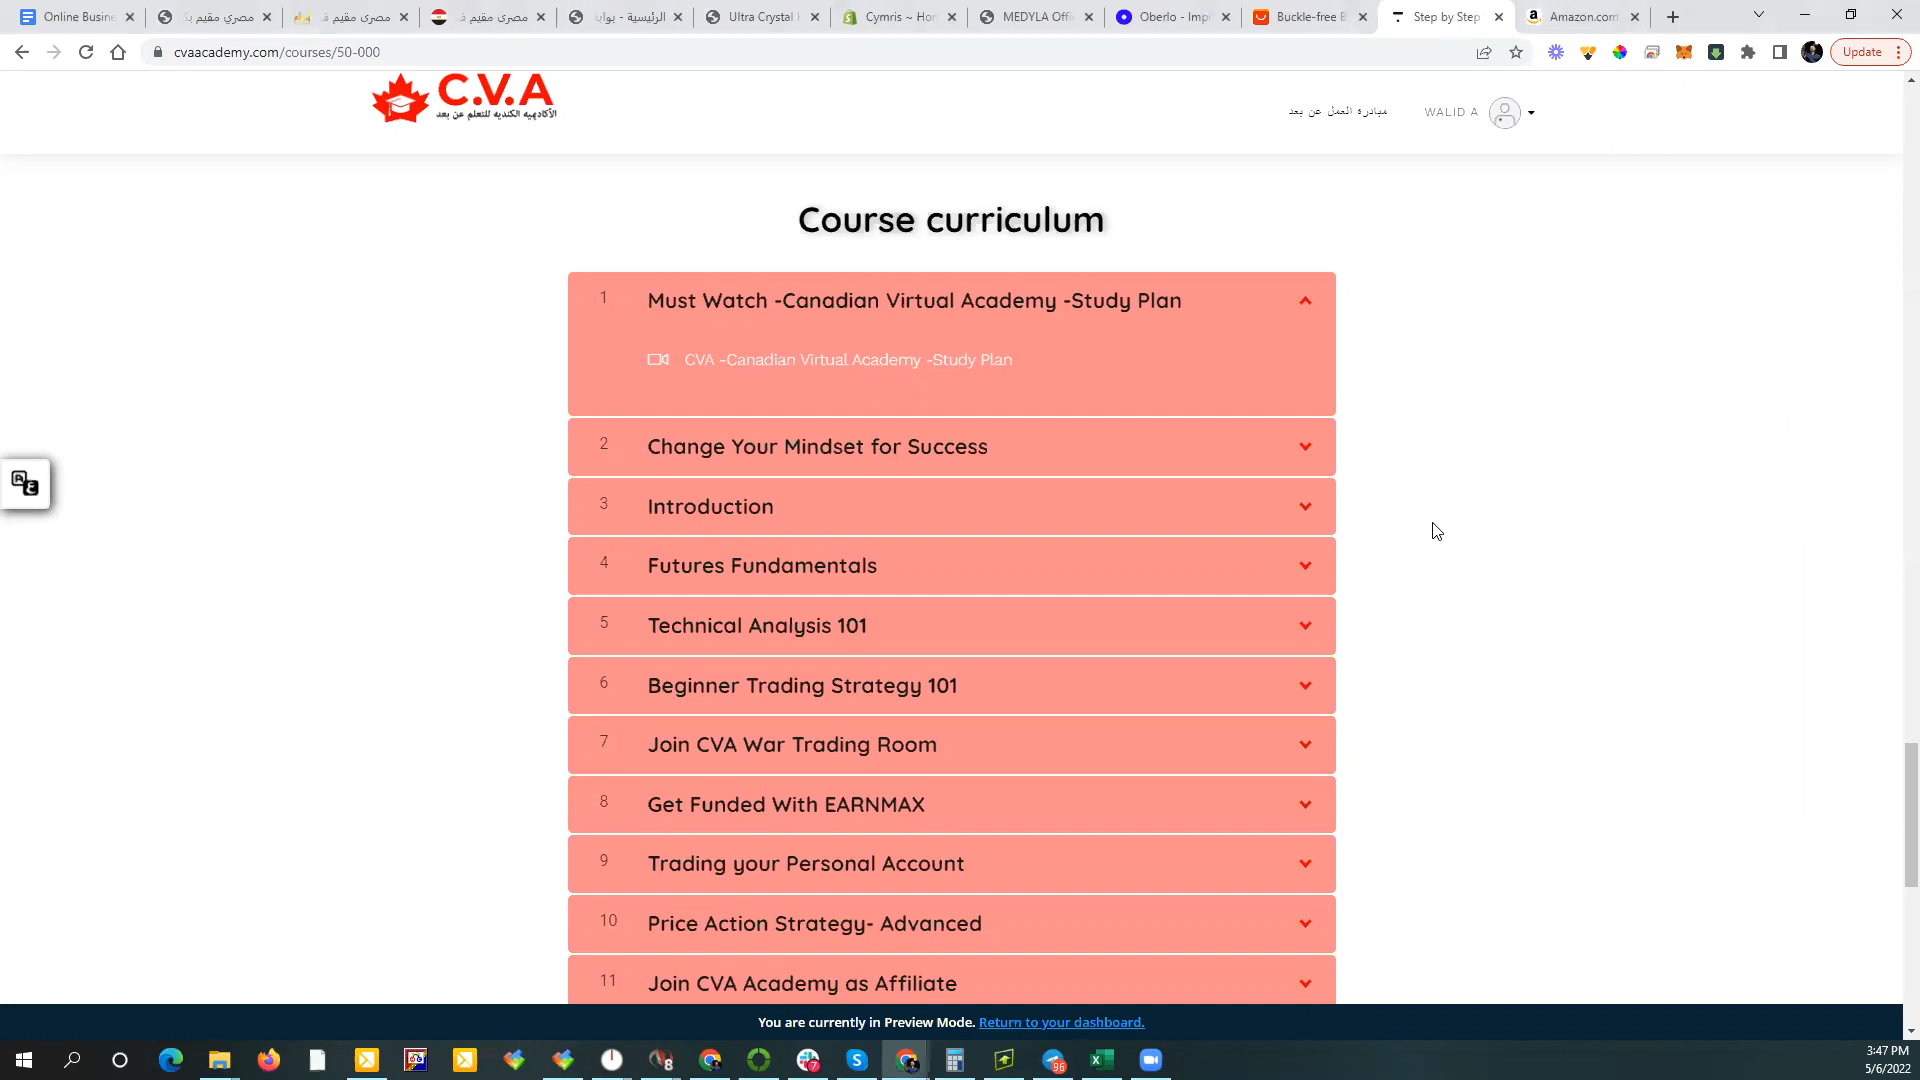 Online Busine
مصري مقيم بك
مصرى مقيم ف
مصرى مقيم ف
الرئيسية - بوابة
Ultra Crystal
Cymris ~ Hon
MEDYLA Offi
Oberlo - Imp
Buckle-free B
Step by Step
Amazon.com
cvaacademy.com/courses/50-000
Update
C.V.A
الأكاديميه الكنديه للتعلم عن بعد
مبادرة العمل عن بعد
WALID A
Course curriculum
1 Must Watch -Canadian Virtual Academy -Study Plan
CVA -Canadian Virtual Academy -Study Plan
2 Change Your Mindset for Success
3 Introduction
4 Futures Fundamentals
5 Technical Analysis 101
6 Beginner Trading Strategy 101
7 Join CVA War Trading Room
8 Get Funded With EARNMAX
9 Trading your Personal Account
10 Price Action Strategy- Advanced
11 Join CVA Academy as Affiliate
You are currently in Preview Mode. Return to your dashboard.
3:47 PM
5/6/2022